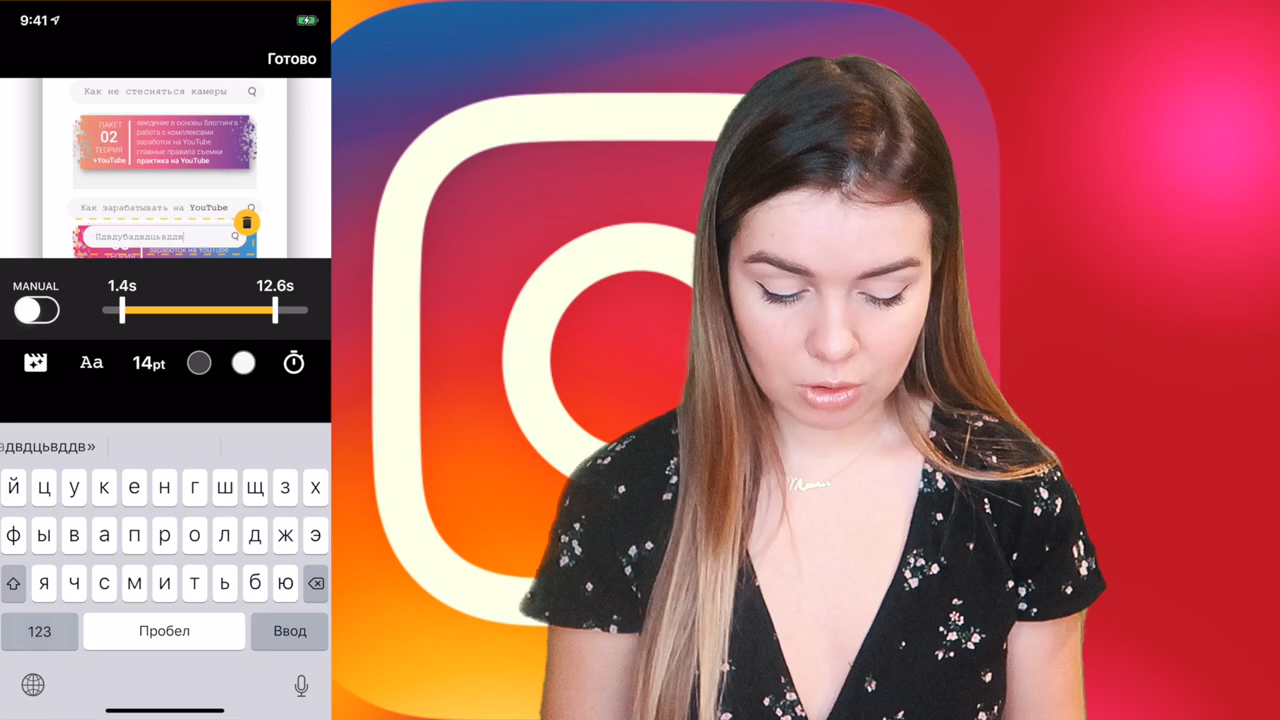 9:41
Готово
Как не стесняться камеры
ПАКЕТ
02
ТЕОРИЯ
+YouTube
введение в основы блоггинга
работа с комплексами
заработок на YouTube
главные правила съемки
практика на YouTube
Как зарабатывать на YouTube
Пдвдубадвдцьвддв
MANUAL
1.4s
12.6s
Aa
14pt
адвдцьвддв»
й ц у к е н г ш щ з х
ф ы в а п р о л д ж э
я ч с м и т ь б ю
123
Пробел
Ввод